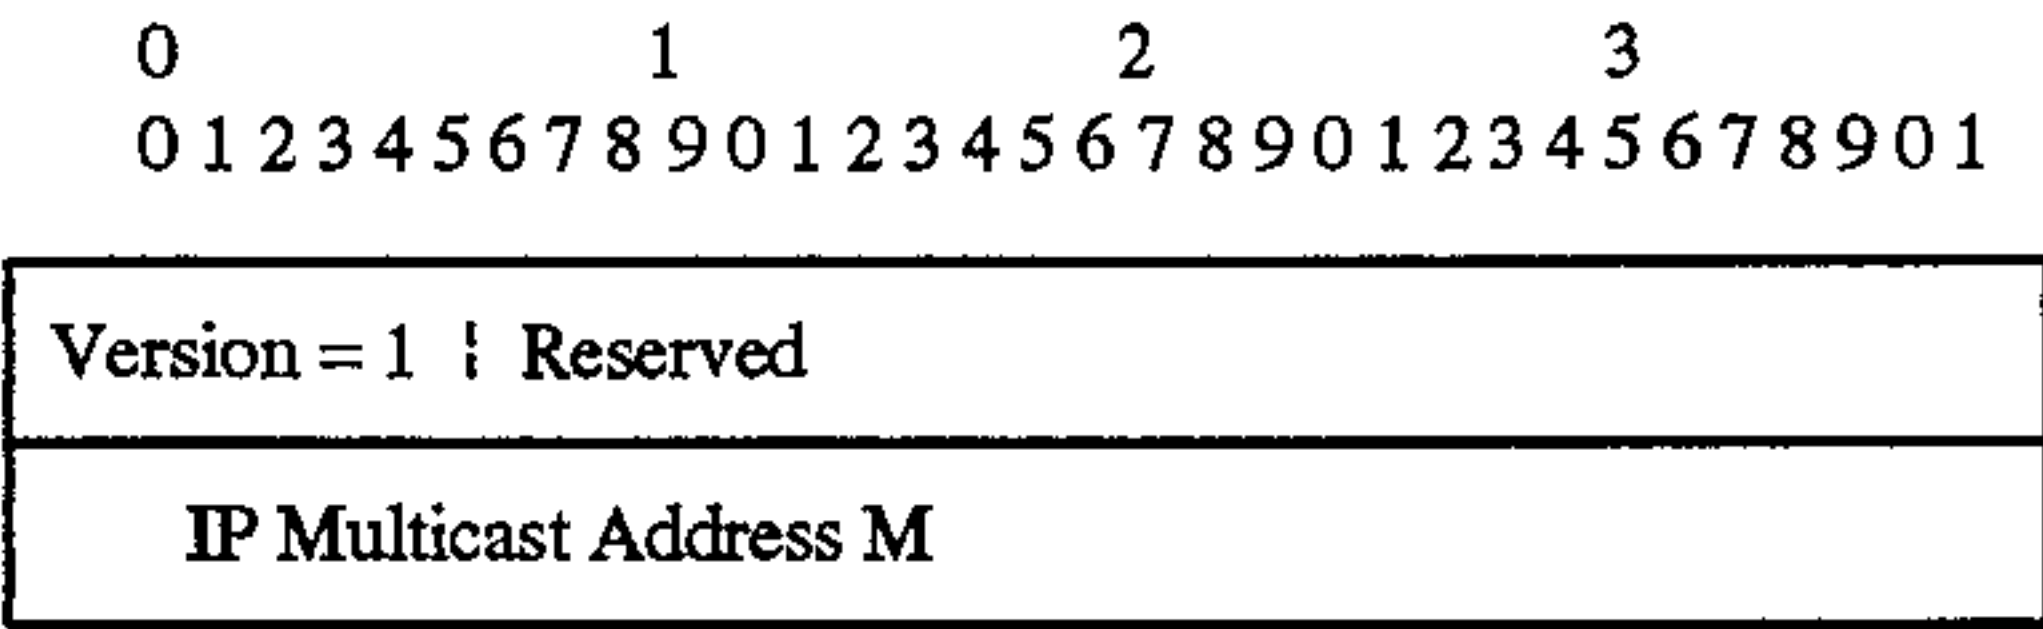 0 1 2 3
0 1 2 3 4 5 6 7 8 9 0 1 2 3 4 5 6 7 8 9 0 1 2 3 4 5 6 7 8 9 0 1
Version = 1 ¦ Reserved
IP Multicast Address M